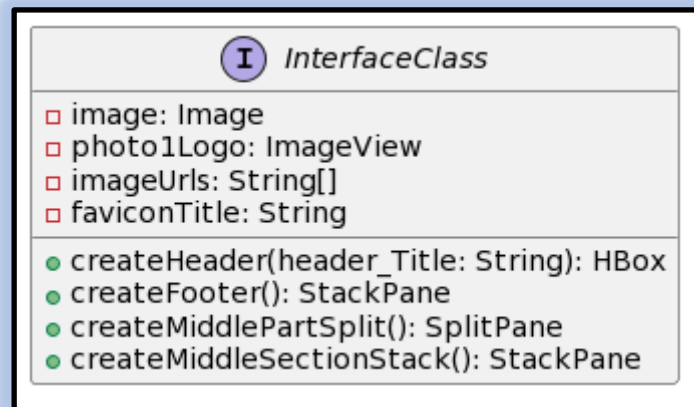 I InterfaceClass
image: Image
photo1Logo: ImageView
imageUrls: String[]
faviconTitle: String
createHeader(header_Title: String): HBox
createFooter(): StackPane
createMiddlePartSplit(): SplitPane
createMiddleSectionStack(): StackPane